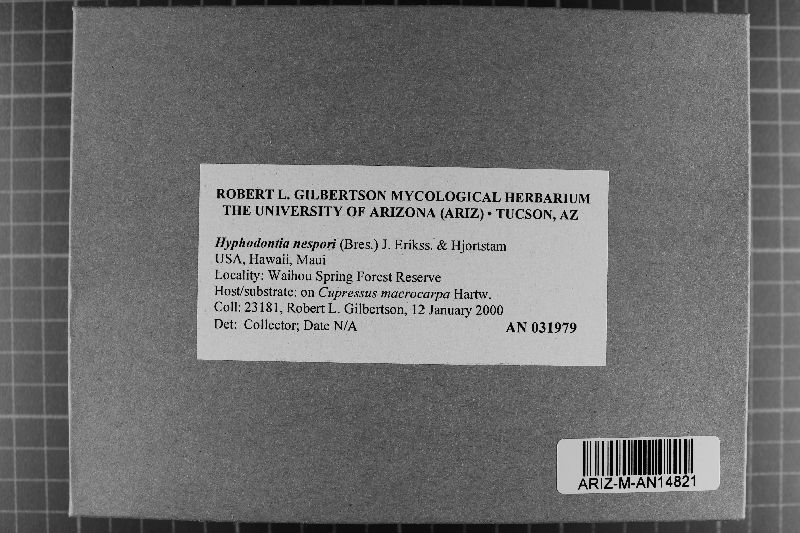 ROBERT L. GILBERTSON MYCOLOGICAL HERBARIUM
THE UNIVERSITY OF ARIZONA (ARIZ) • TUCSON, AZ
Hyphodontia nespori (Bres.) J. Erikss. & Hjortstam
USA, Hawaii, Maui
Locality: Waihou Spring Forest Reserve
Host/substrate: on Cupressus macrocarpa Hartw.
Coll: 23181, Robert L. Gilbertson, 12 January 2000
Det: Collector; Date N/A AN 031979
ARIZ-M-AN14821